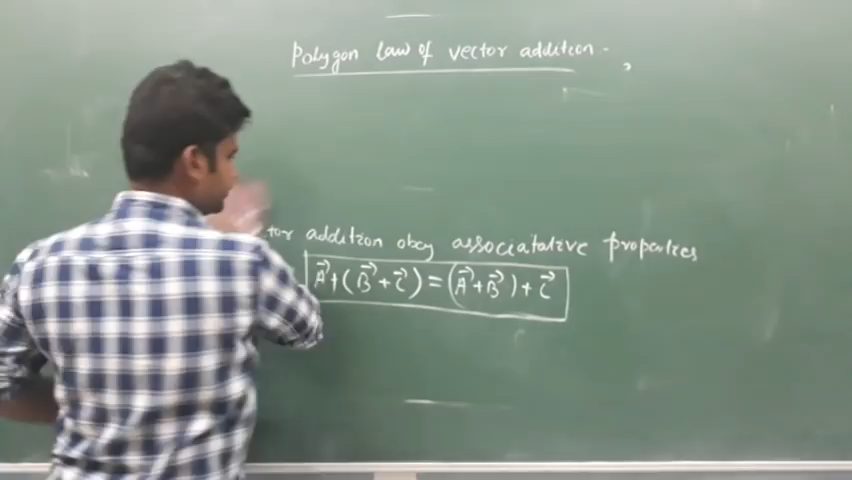 Polygon Law of vector addition.
tor addition obey associatative properties
A⃗+(B⃗+C⃗)=(A⃗+B⃗)+C⃗